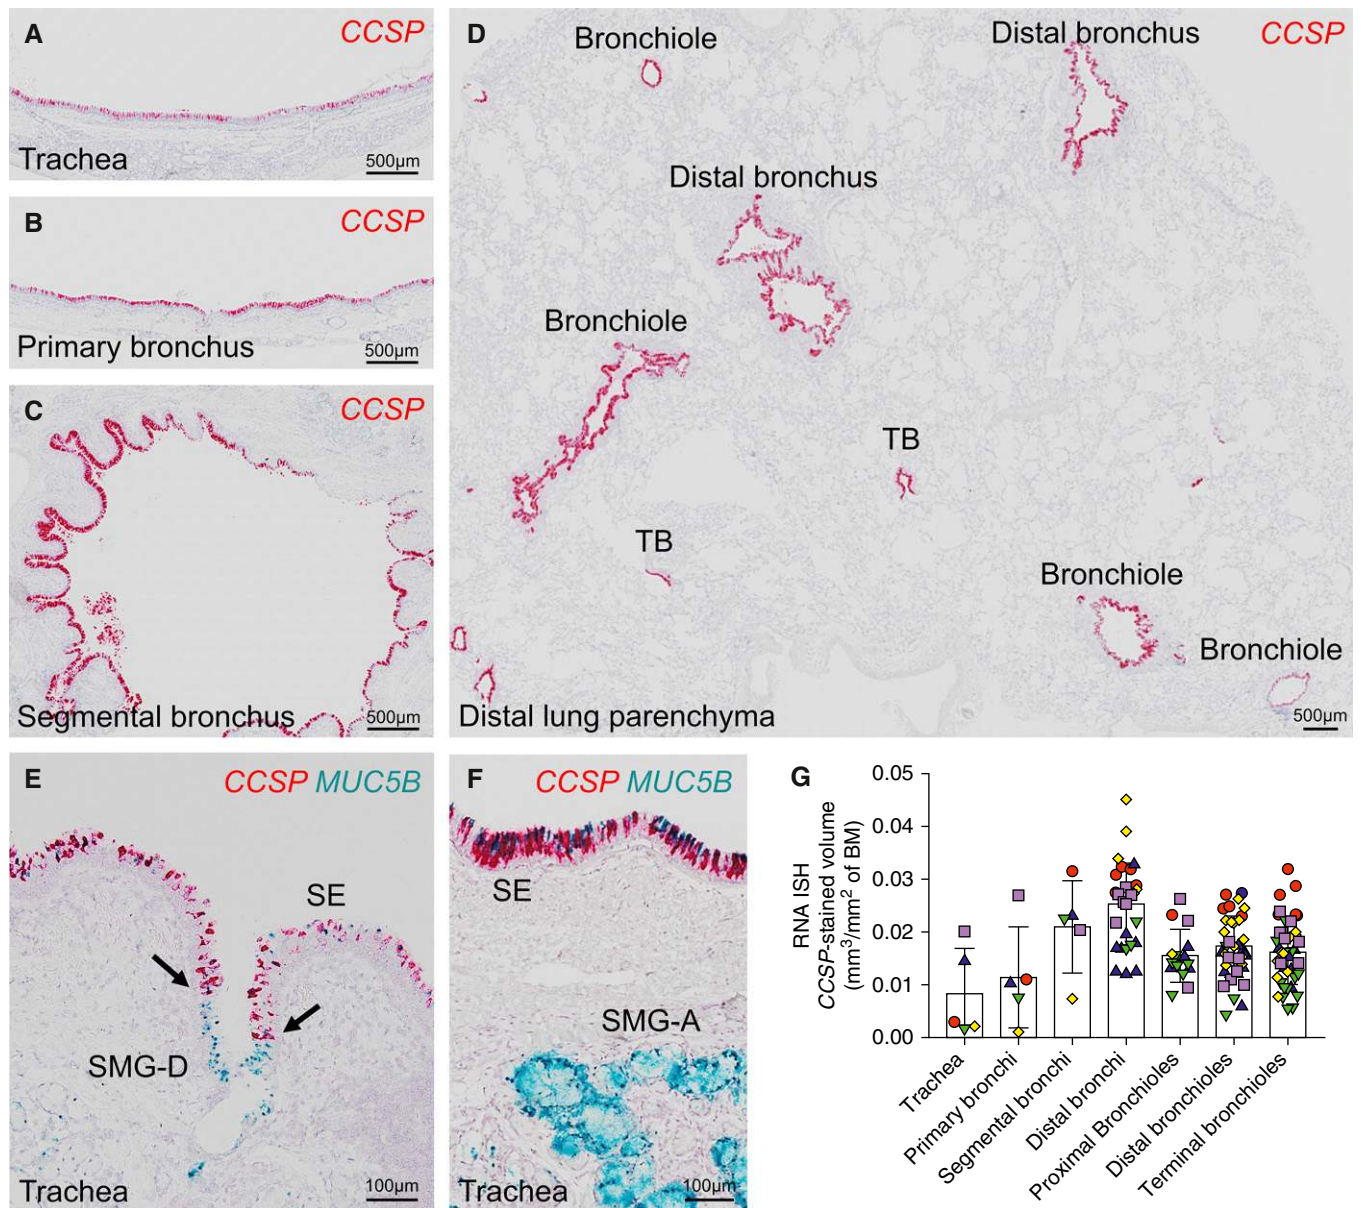 A
CCSP
Trachea
500µm
B
CCSP
Primary bronchus
500µm
C
CCSP
Segmental bronchus
500µm
D
CCSP
Bronchiole
Distal bronchus
Distal bronchus
Bronchiole
TB
TB
Bronchiole
Bronchiole
Distal lung parenchyma
500µm
E
CCSP MUC5B
SE
SMG-D
Trachea
100µm
F
CCSP MUC5B
SE
SMG-A
Trachea
100µm
G
RNA ISH
CCSP-stained volume
(mm³/mm² of BM)
0.05
0.04
0.03
0.02
0.01
0.00
Trachea
Primary bronchi
Segmental bronchi
Distal bronchi
Proximal Bronchioles
Distal bronchioles
Terminal bronchioles